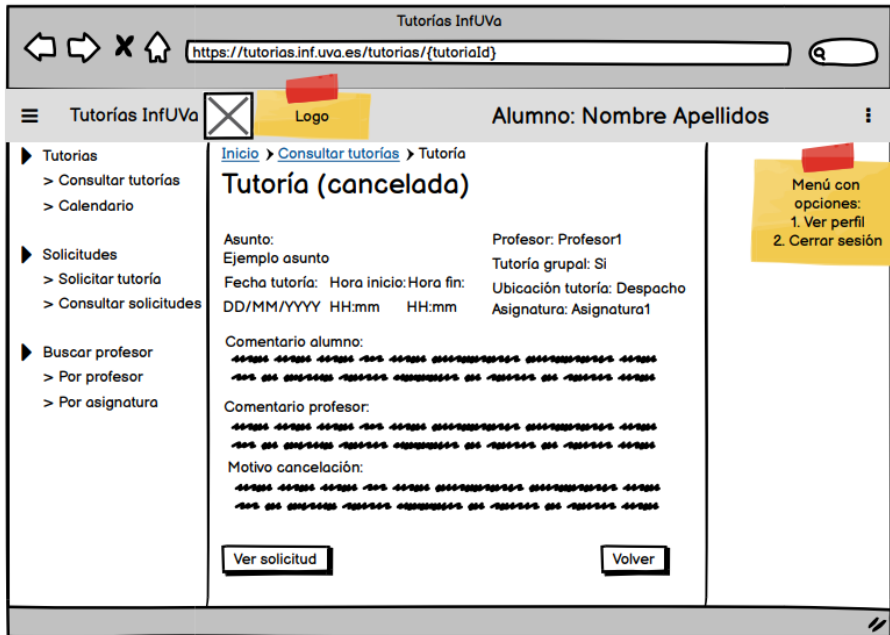 Tutorías InfUVa
https://tutorias.inf.uva.es/tutorias/{tutoriaId}
Tutorías InfUVa
Logo
Alumno: Nombre Apellidos
Tutorias
> Consultar tutorías
> Calendario
Solicitudes
> Solicitar tutoría
> Consultar solicitudes
Buscar profesor
> Por profesor
> Por asignatura
Inicio > Consultar tutorías > Tutoría
Tutoría (cancelada)
Asunto:
Ejemplo asunto
Fecha tutoría: Hora inicio: Hora fin:
DD/MM/YYYY HH:mm HH:mm
Profesor: Profesor1
Tutoría grupal: Si
Ubicación tutoría: Despacho
Asignatura: Asignatura1
Comentario alumno:
Comentario profesor:
Motivo cancelación:
Ver solicitud
Volver
Menú con
opciones:
1. Ver perfil
2. Cerrar sesión